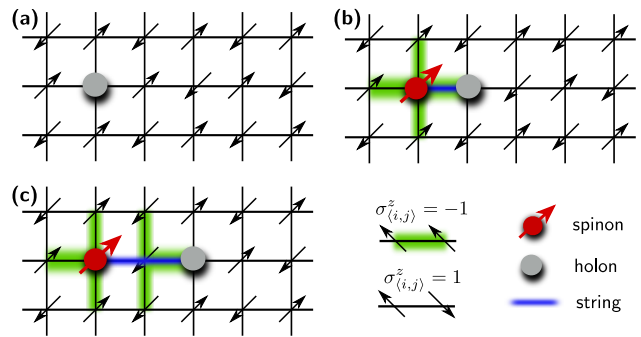 (a)
(b)
(c)
σ^z_{⟨i,j⟩} = −1
σ^z_{⟨i,j⟩} = 1
spinon
holon
string